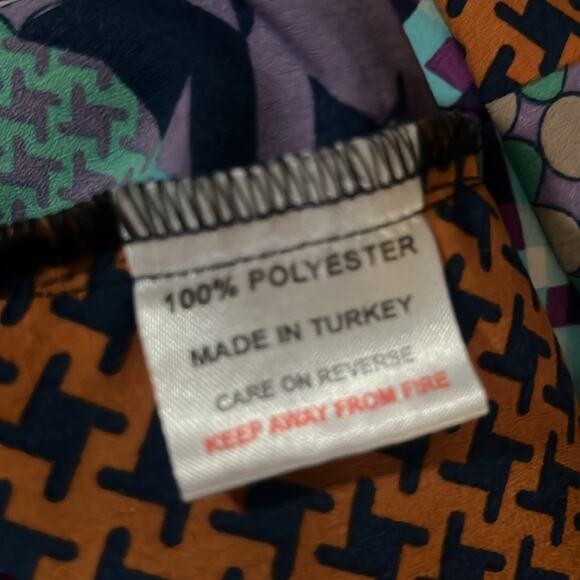 100% POLYESTER
MADE IN TURKEY
CARE ON REVERSE
KEEP AWAY FROM FIRE